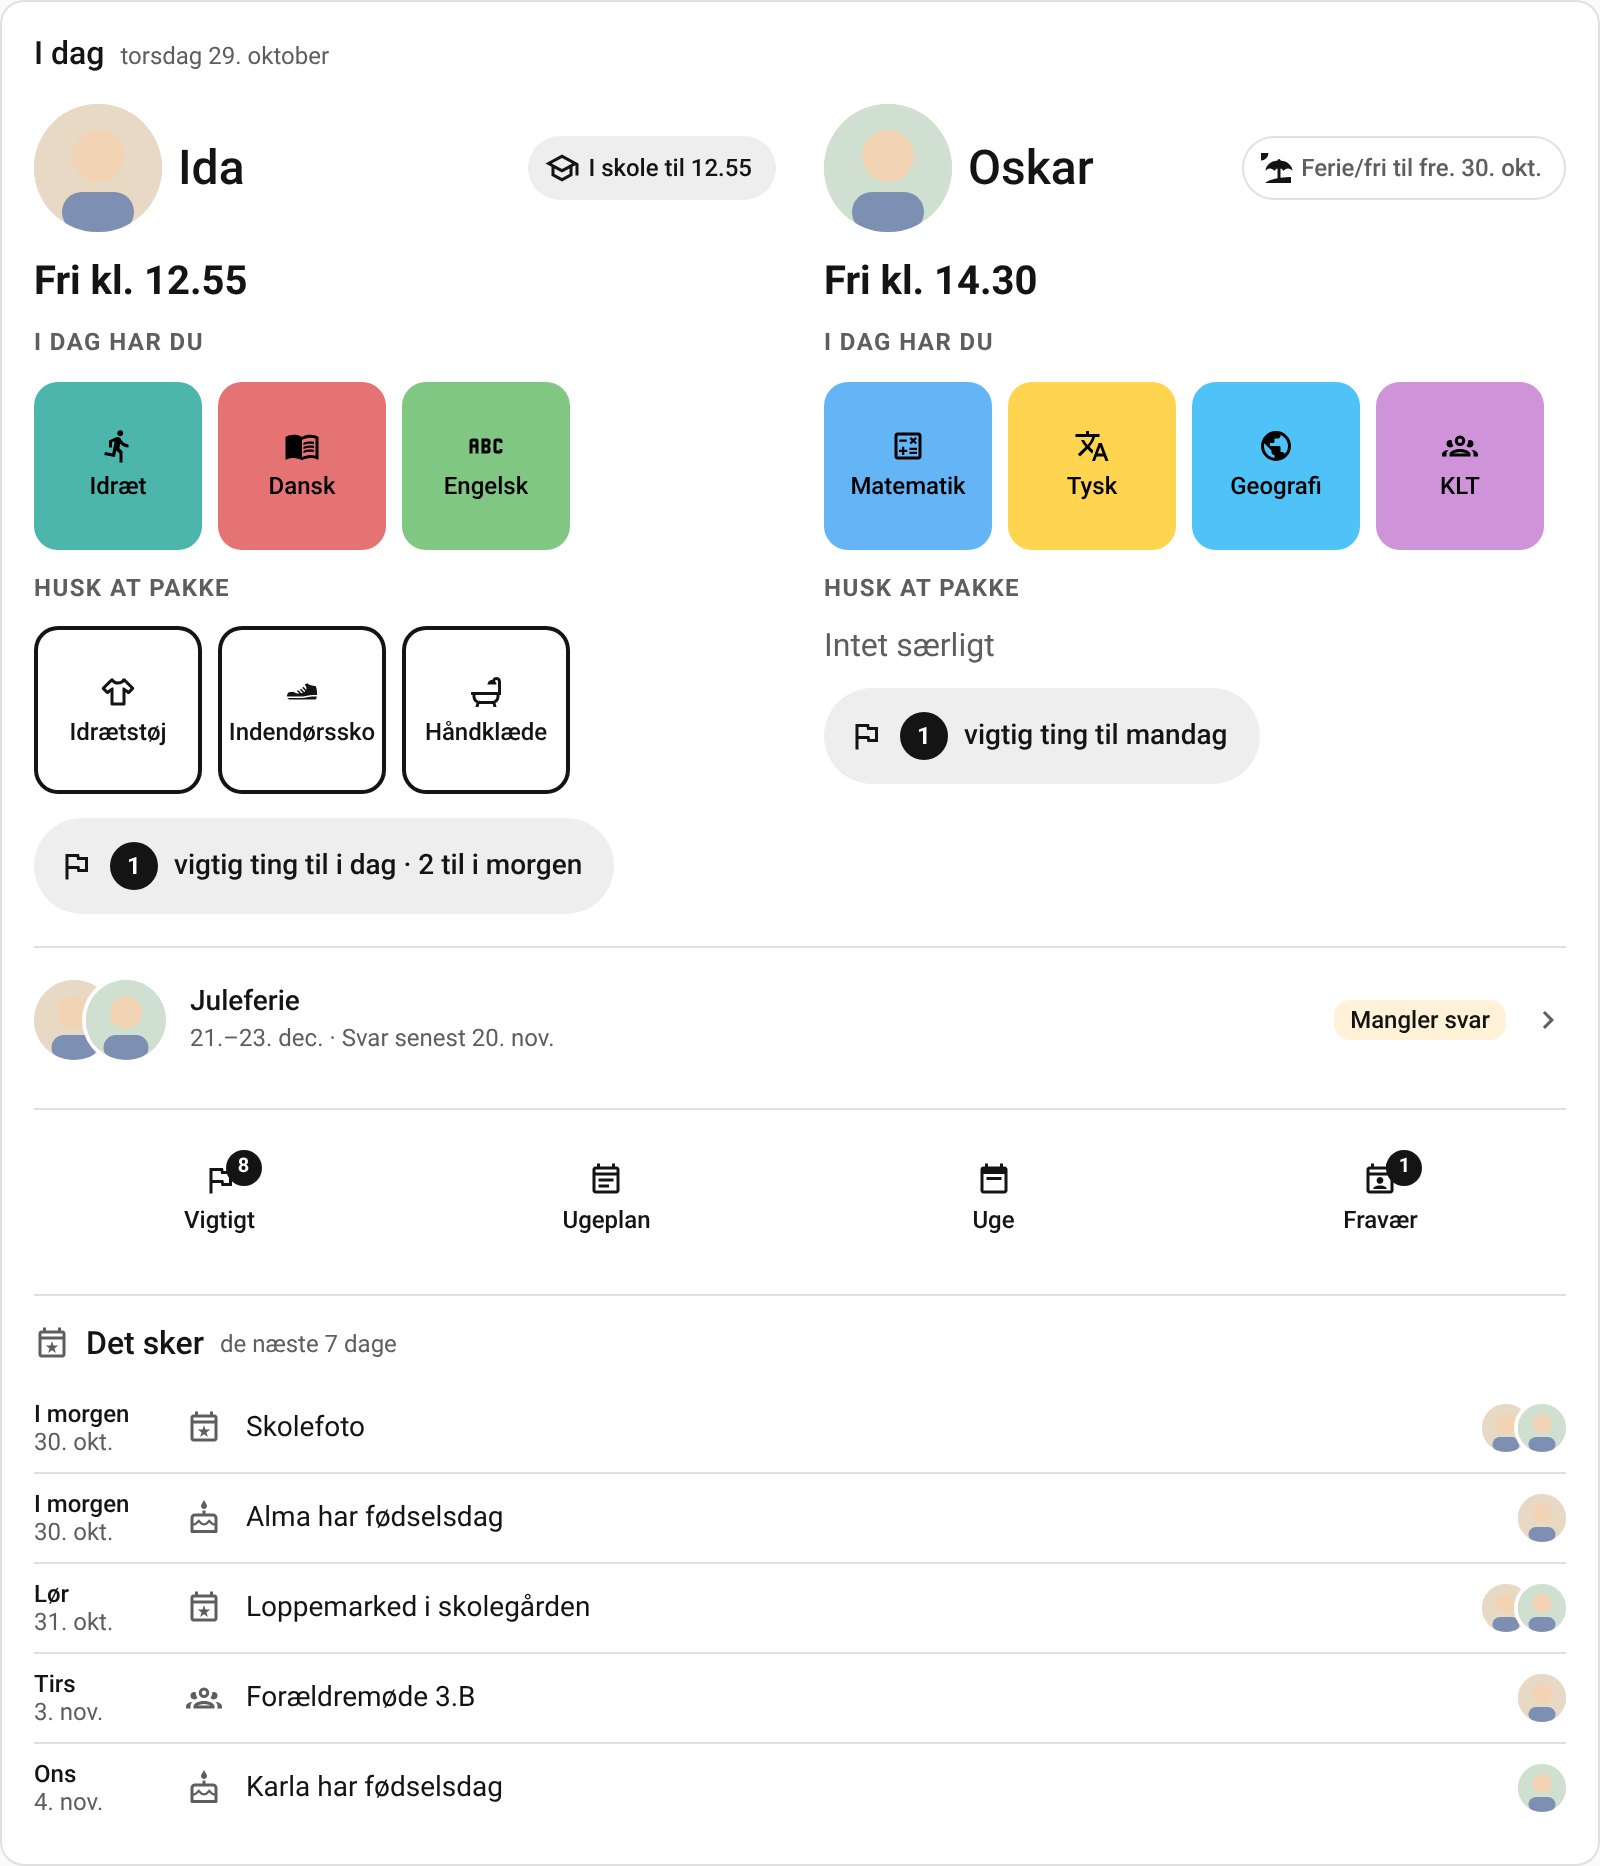 I dag torsdag 29. oktober
Ida
I skole til 12.55
Fri kl. 12.55
I DAG HAR DU
Idræt
Dansk
ABC
Engelsk
HUSK AT PAKKE
Idrætstøj
Indendørssko
Håndklæde
1 vigtig ting til i dag · 2 til i morgen
Oskar
Ferie/fri til fre. 30. okt.
Fri kl. 14.30
I DAG HAR DU
Matematik
Tysk
Geografi
KLT
HUSK AT PAKKE
Intet særligt
1 vigtig ting til mandag
Juleferie
21.–23. dec. · Svar senest 20. nov.
Mangler svar
8
Vigtigt
Ugeplan
Uge
1
Fravær
Det sker de næste 7 dage
I morgen
30. okt.
Skolefoto
I morgen
30. okt.
Alma har fødselsdag
Lør
31. okt.
Loppemarked i skolegården
Tirs
3. nov.
Forældremøde 3.B
Ons
4. nov.
Karla har fødselsdag